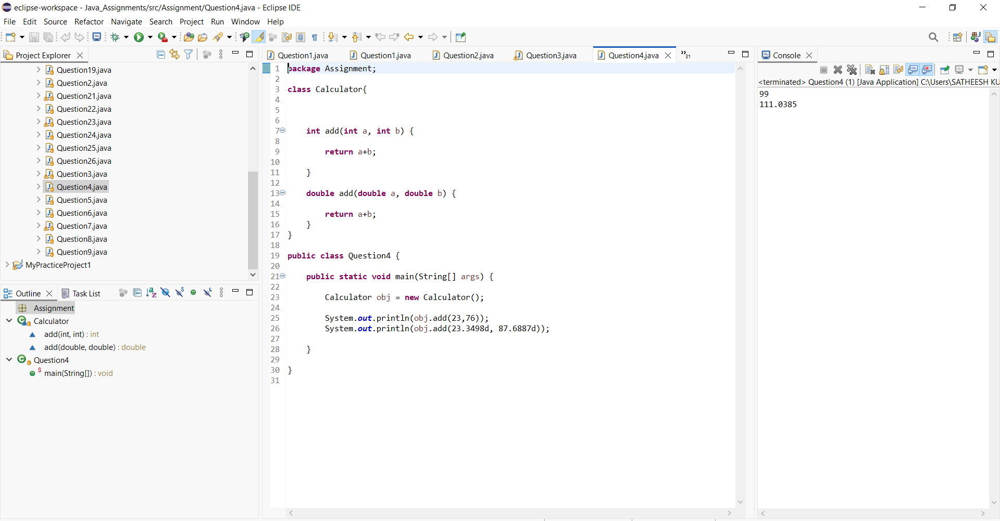 eclipse-workspace - Java_Assignments/src/Assignment/Question4.java - Eclipse IDE
File Edit Source Refactor Navigate Search Project Run Window Help
Project Explorer
Question19.java
Question2.java
Question21.java
Question22.java
Question23.java
Question24.java
Question25.java
Question26.java
Question3.java
Question4.java
Question5.java
Question6.java
Question7.java
Question8.java
Question9.java
MyPracticeProject1
Outline Task List
Assignment
Calculator
add(int, int) : int
add(double, double) : double
Question4
S main(String[]) : void
Question1.java Question1.java Question2.java Question3.java Question4.java »31
1 package Assignment;
2
3 class Calculator{
4
5
6
7 int add(int a, int b) {
8
9 return a+b;
10
11 }
12
13 double add(double a, double b) {
14
15 return a+b;
16 }
17 }
18
19 public class Question4 {
20
21 public static void main(String[] args) {
22
23 Calculator obj = new Calculator();
24
25 System.out.println(obj.add(23,76));
26 System.out.println(obj.add(23.3498d, 87.6887d));
27
28 }
29
30 }
31
Console
<terminated> Question4 (1) [Java Application] C:\Users\SATHEESH KU
99
111.0385